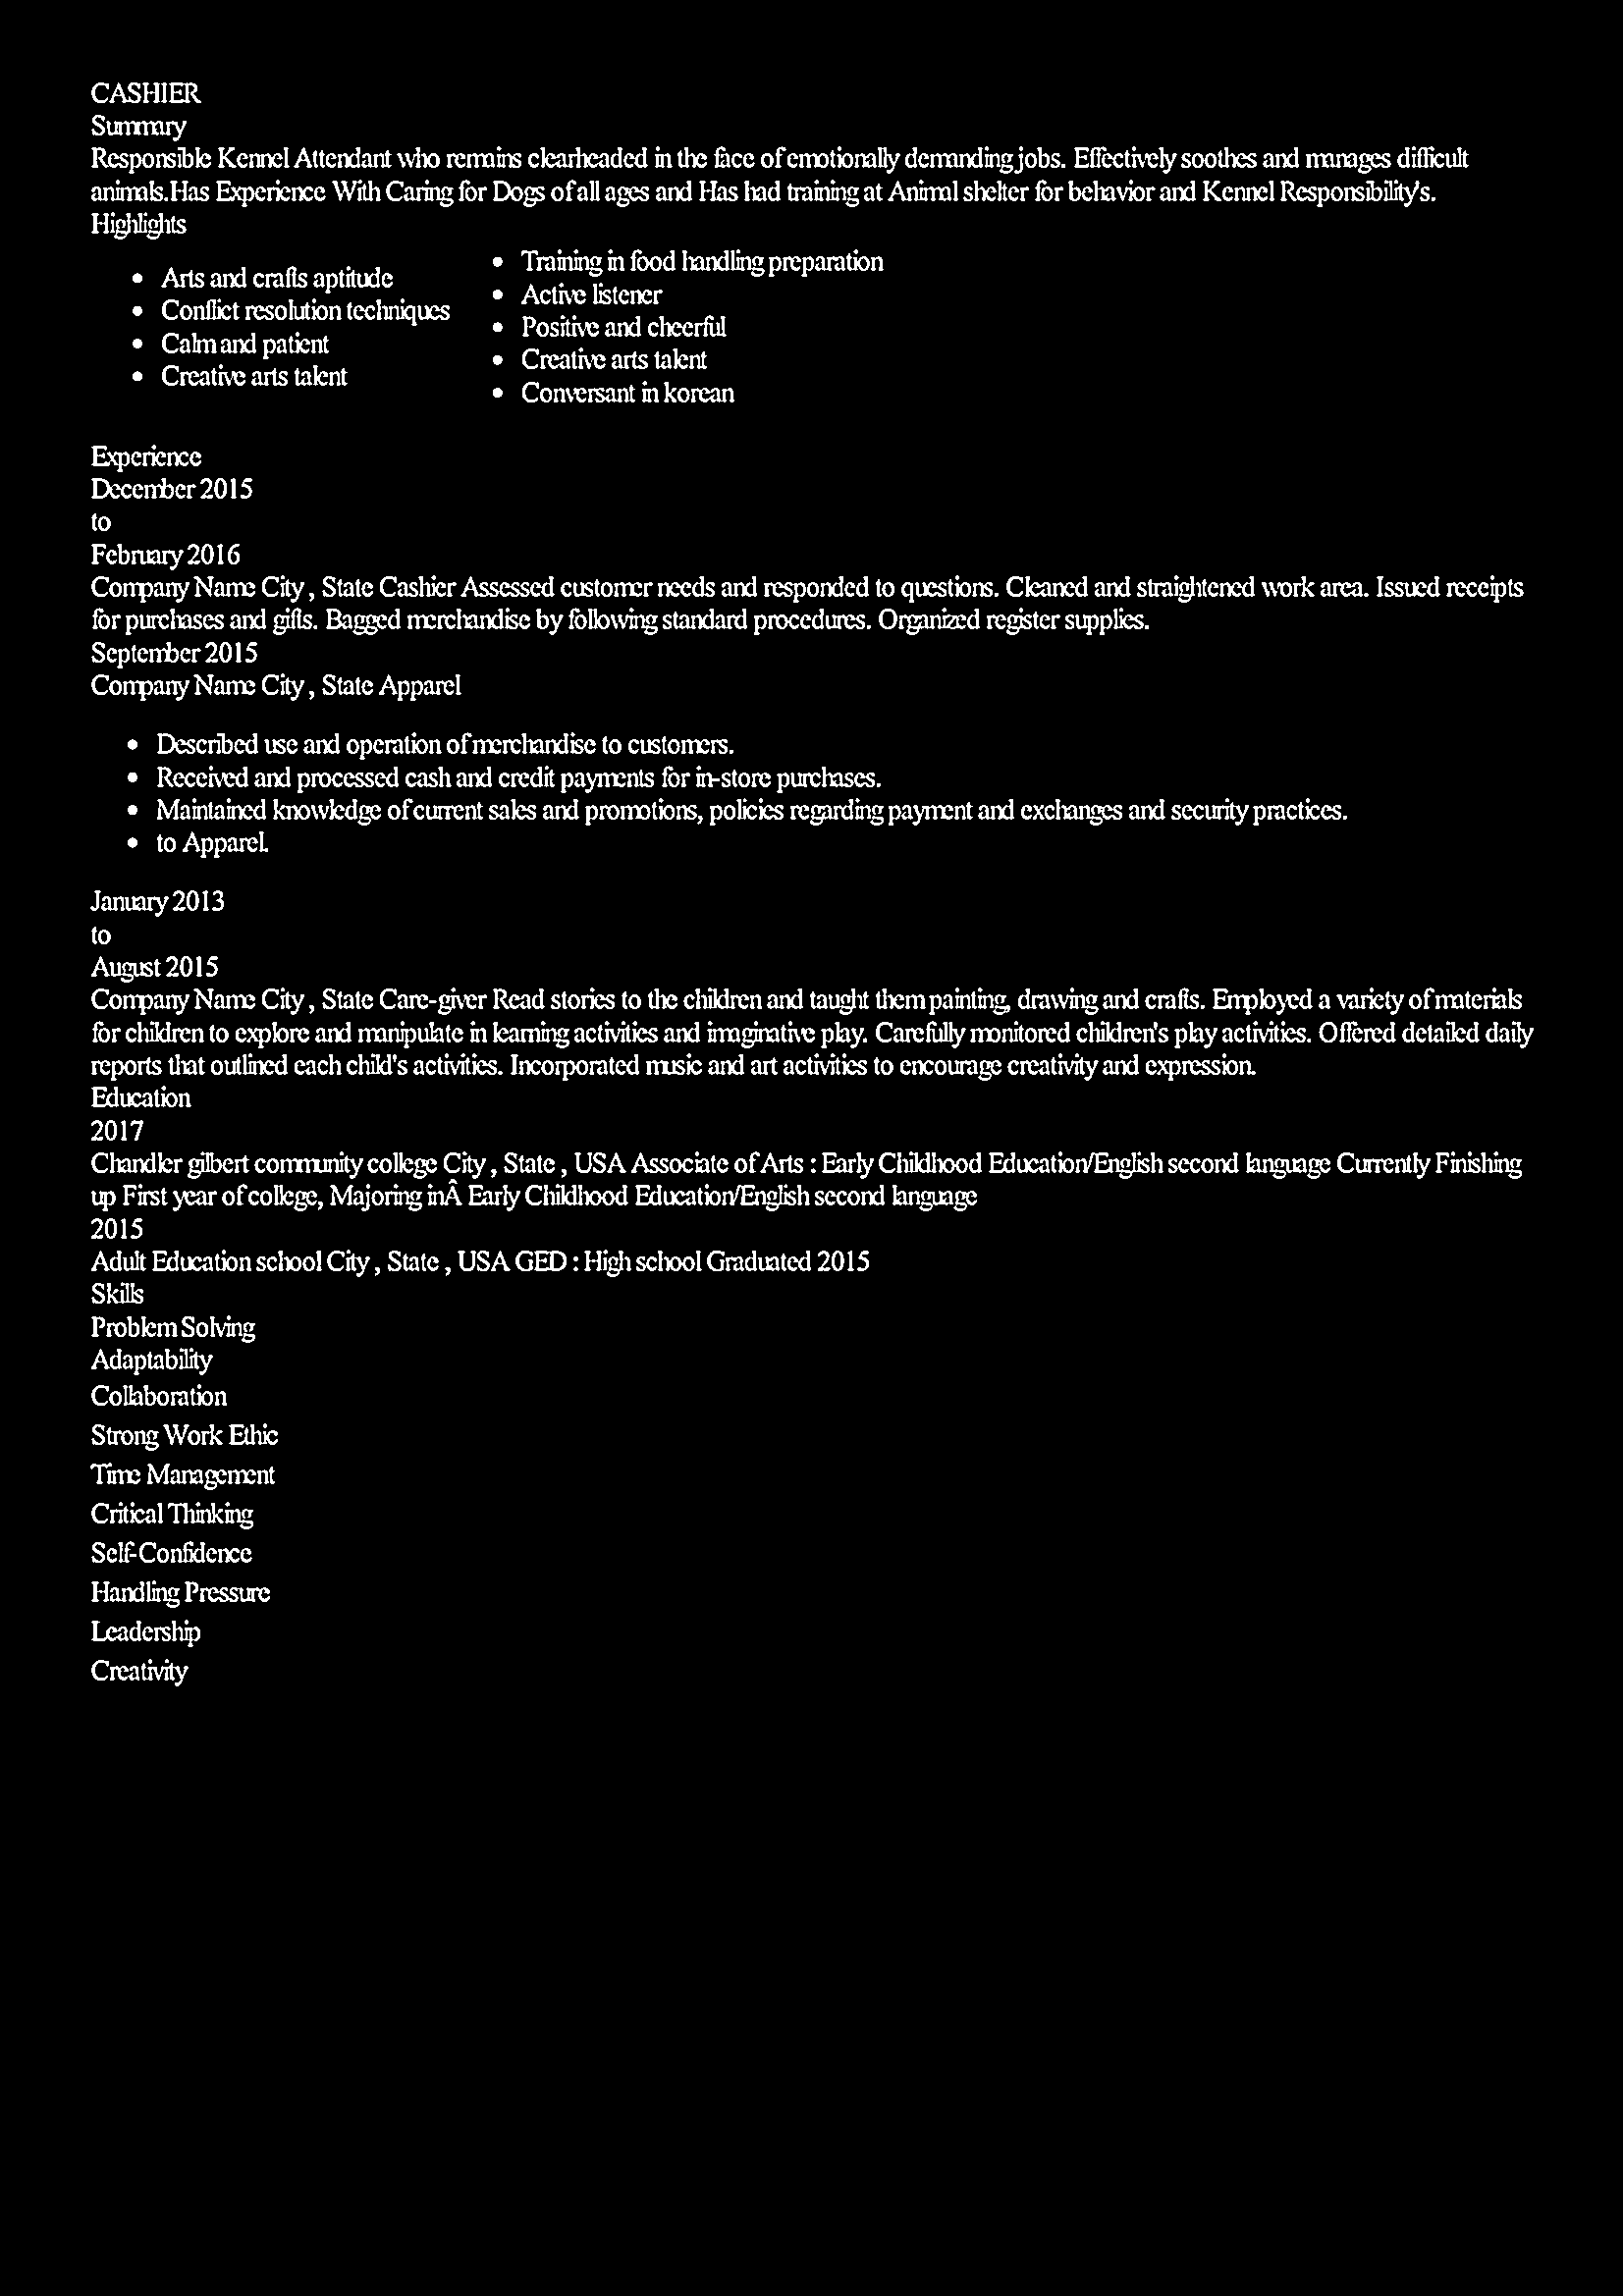 CASHIER
Summary
Responsible Kennel Attendant who remains clearheaded in the face of emotionally demanding jobs. Effectively soothes and manages difficult
animals.Has Experience With Caring for Dogs of all ages and Has had training at Animal shelter for behavior and Kennel Responsibility's.
Highlights
• Arts and crafts aptitude
• Conflict resolution techniques
• Calm and patient
• Creative arts talent
• Training in food handling preparation
• Active listener
• Positive and cheerful
• Creative arts talent
• Conversant in korean
Experience
December 2015
to
February 2016
Company Name City , State Cashier Assessed customer needs and responded to questions. Cleaned and straightened work area. Issued receipts
for purchases and gifts. Bagged merchandise by following standard procedures. Organized register supplies.
September 2015
Company Name City , State Apparel
• Described use and operation of merchandise to customers.
• Received and processed cash and credit payments for in-store purchases.
• Maintained knowledge of current sales and promotions, policies regarding payment and exchanges and security practices.
• to Apparel.
January 2013
to
August 2015
Company Name City , State Care-giver Read stories to the children and taught them painting, drawing and crafts. Employed a variety of materials
for children to explore and manipulate in learning activities and imaginative play. Carefully monitored children's play activities. Offered detailed daily
reports that outlined each child's activities. Incorporated music and art activities to encourage creativity and expression.
Education
2017
Chandler gilbert community college City , State , USA Associate of Arts : Early Childhood Education/English second language Currently Finishing
up First year of college, Majoring inÂ Early Childhood Education/English second language
2015
Adult Education school City , State , USA GED : High school Graduated 2015
Skills
Problem Solving
Adaptability
Collaboration
Strong Work Ethic
Time Management
Critical Thinking
Self-Confidence
Handling Pressure
Leadership
Creativity